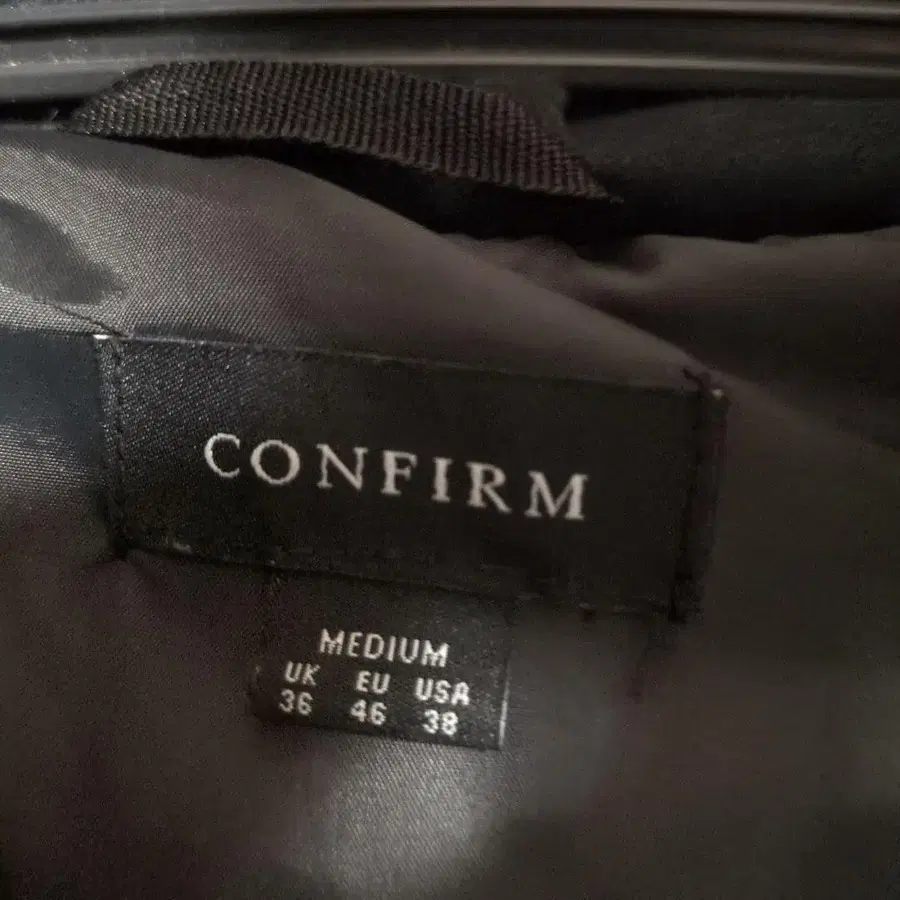 CONFIRM
MEDIUM
UK EU USA
36 46 38